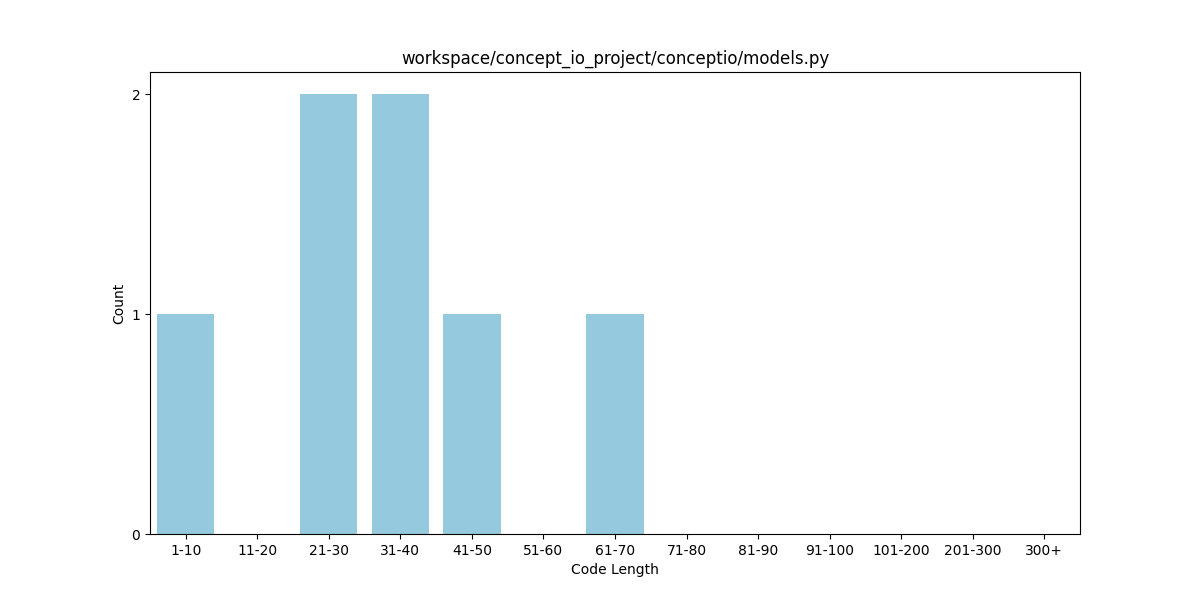 workspace/concept_io_project/conceptio/models.py
2
1
0
Count
1-10 11-20 21-30 31-40 41-50 51-60 61-70 71-80 81-90 91-100 101-200 201-300 300+
Code Length